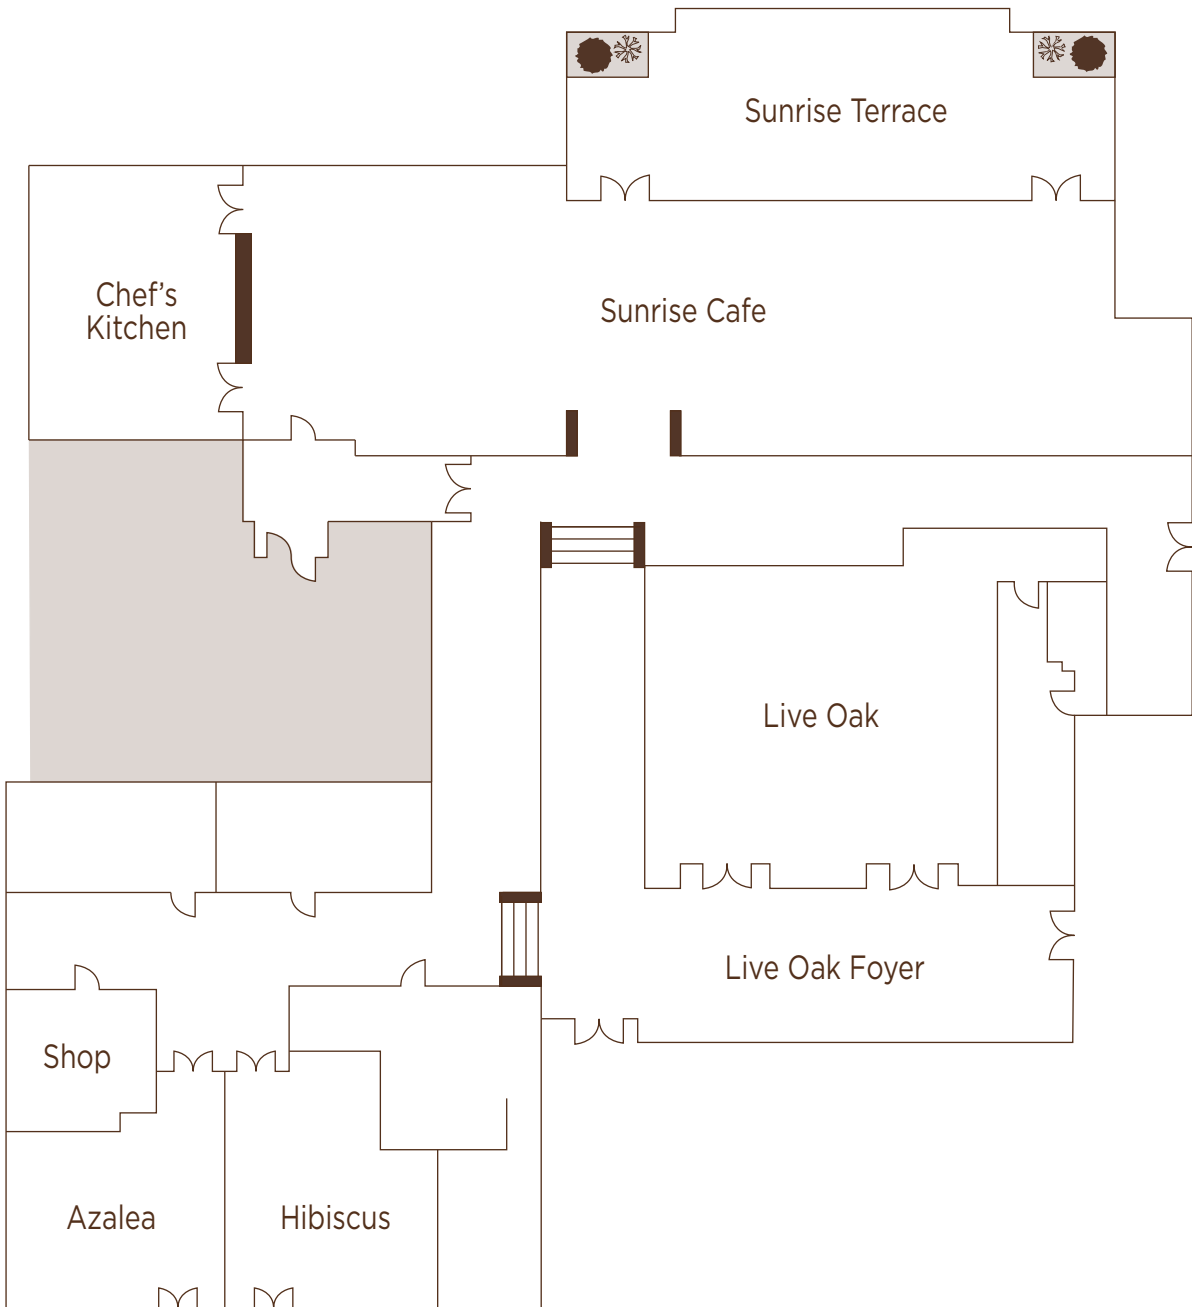 Sunrise Terrace
Chef’s
Kitchen
Sunrise Cafe
Live Oak
Live Oak Foyer
Shop
Azalea
Hibiscus